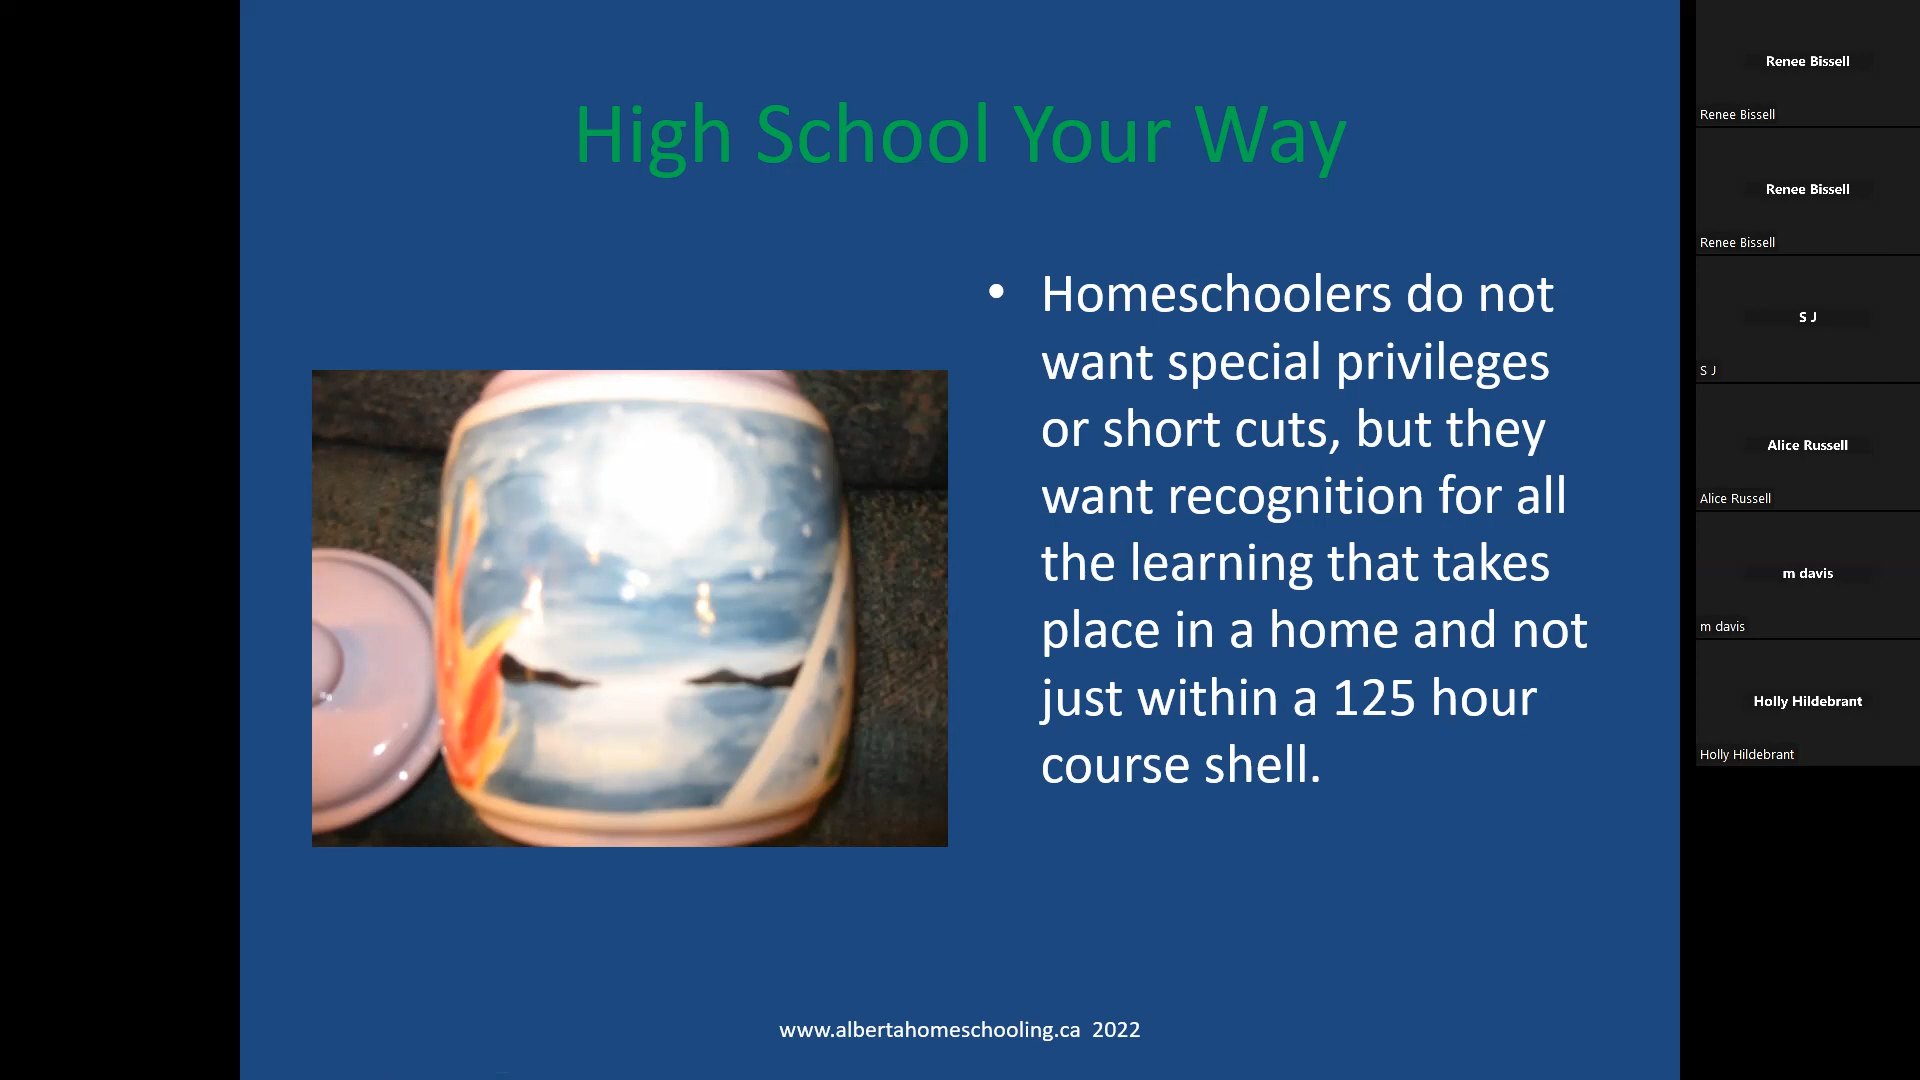 High School Your Way
• Homeschoolers do not
want special privileges
or short cuts, but they
want recognition for all
the learning that takes
place in a home and not
just within a 125 hour
course shell.
www.albertahomeschooling.ca 2022
Renee Bissell
Renee Bissell
Renee Bissell
Renee Bissell
S J
S J
Alice Russell
Alice Russell
m davis
m davis
Holly Hildebrant
Holly Hildebrant